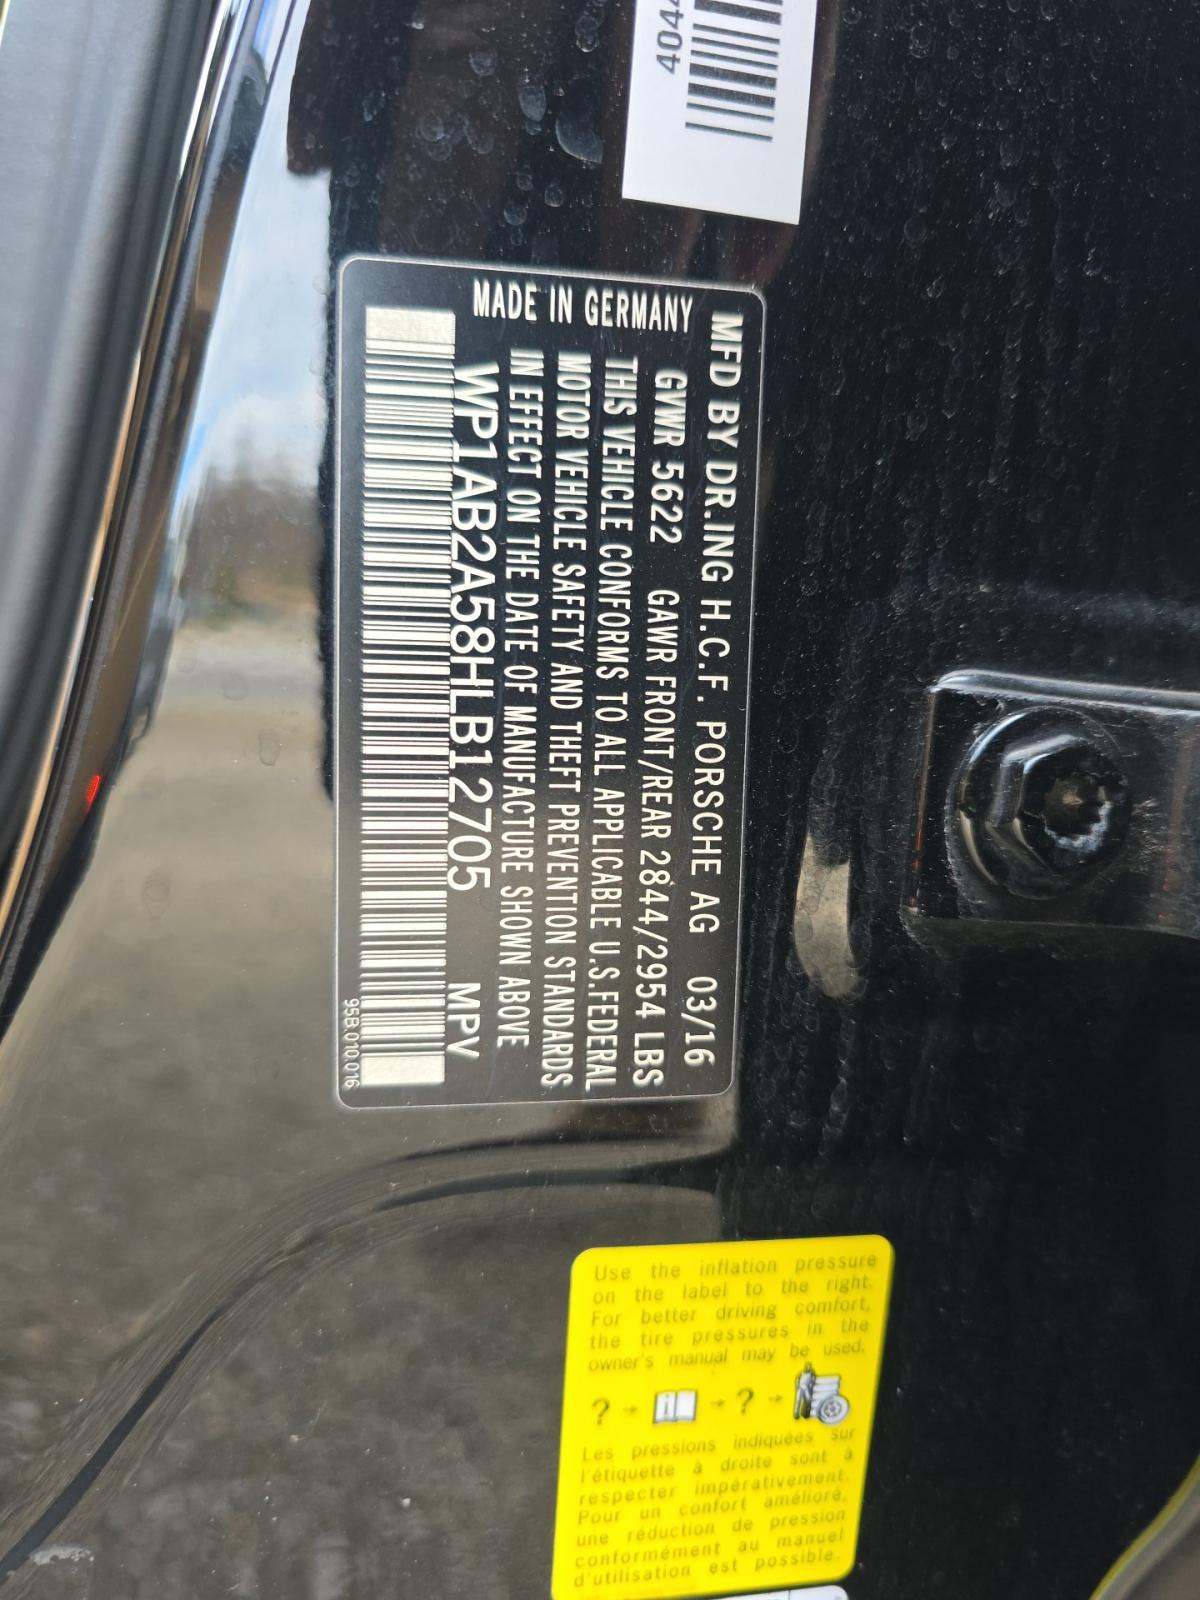 404
MFD BY DR.ING H.C.F. PORSCHE AG 03/16
GVWR 5622 GAWR FRONT/REAR 2844/2954 LBS
THIS VEHICLE CONFORMS TO ALL APPLICABLE U.S.FEDERAL
MOTOR VEHICLE SAFETY AND THEFT PREVENTION STANDARDS
IN EFFECT ON THE DATE OF MANUFACTURE SHOWN ABOVE
MADE IN GERMANY
WP1AB2A58HLB12705 MPV
95B.010.016
Use the inflation pressure
on the label to the right.
For better driving comfort,
the tire pressures in the
owner's manual may be used.
? → i → ? →
Les pressions indiquées sur
l'étiquette à droite sont à
respecter impérativement.
Pour un confort amélioré,
une réduction de pression
conformément au manuel
d'utilisation est possible.